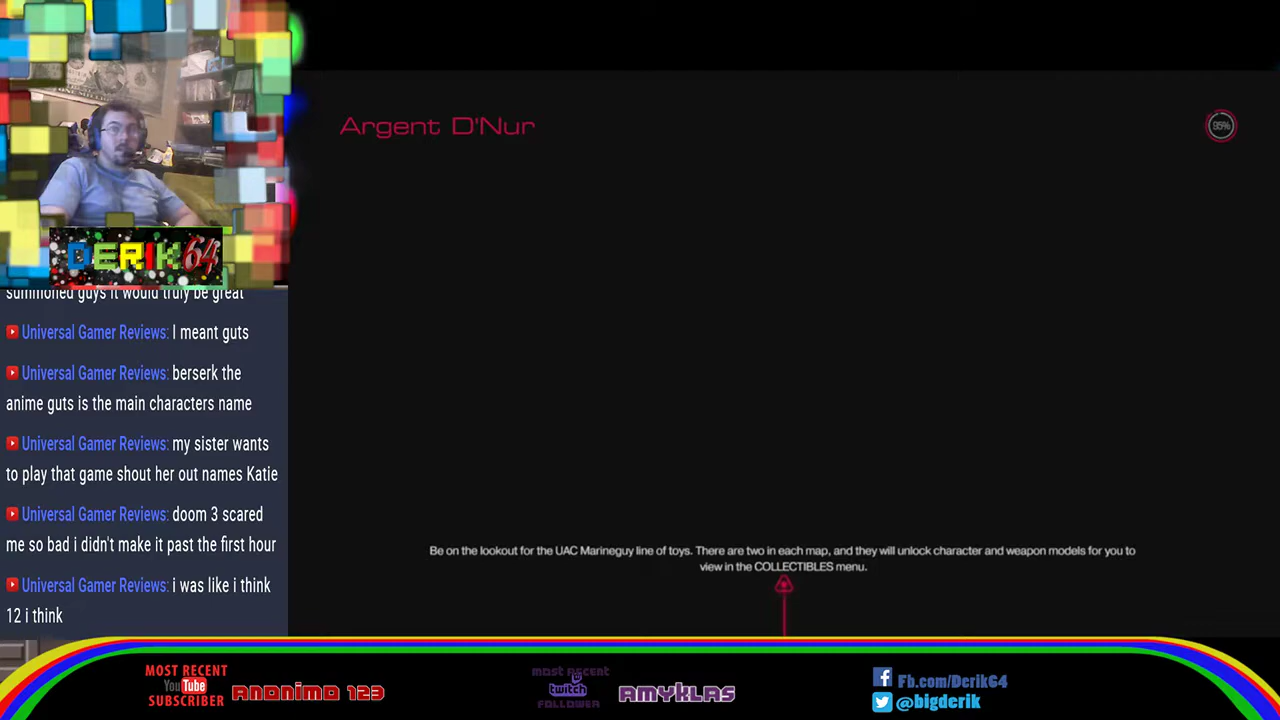 Argent D'Nur
95%
DERIK64
summoned guys it would truly be great
Universal Gamer Reviews: I meant guts
Universal Gamer Reviews: berserk the
anime guts is the main characters name
Universal Gamer Reviews: my sister wants
to play that game shout her out names Katie
Universal Gamer Reviews: doom 3 scared
me so bad i didn't make it past the first hour
Universal Gamer Reviews: i was like i think
12 i think
Be on the lookout for the UAC Marineguy line of toys. There are two in each map, and they will unlock character and weapon models for you to
view in the COLLECTIBLES menu.
MOST RECENT
YouTube
SUBSCRIBER
ANONIMO 123
MOST RECENT
twitch
FOLLOWER
AMYKLAS
Fb.com/Derik64
@bigderik